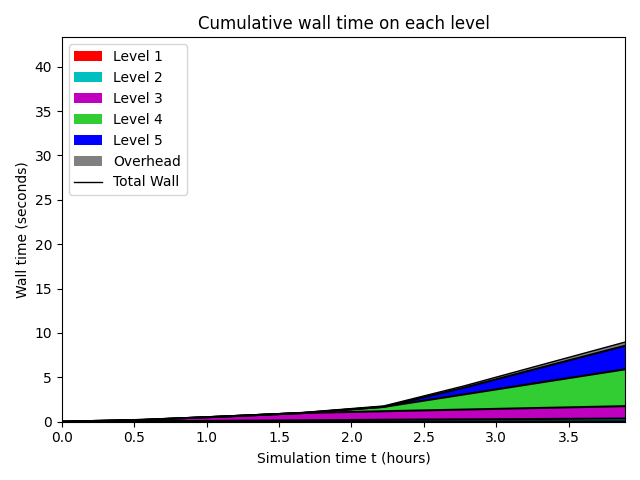 Cumulative wall time on each level
40
35
30
25
20
15
10
5
0
Wall time (seconds)
Level 1
Level 2
Level 3
Level 4
Level 5
Overhead
Total Wall
0.0 0.5 1.0 1.5 2.0 2.5 3.0 3.5
Simulation time t (hours)